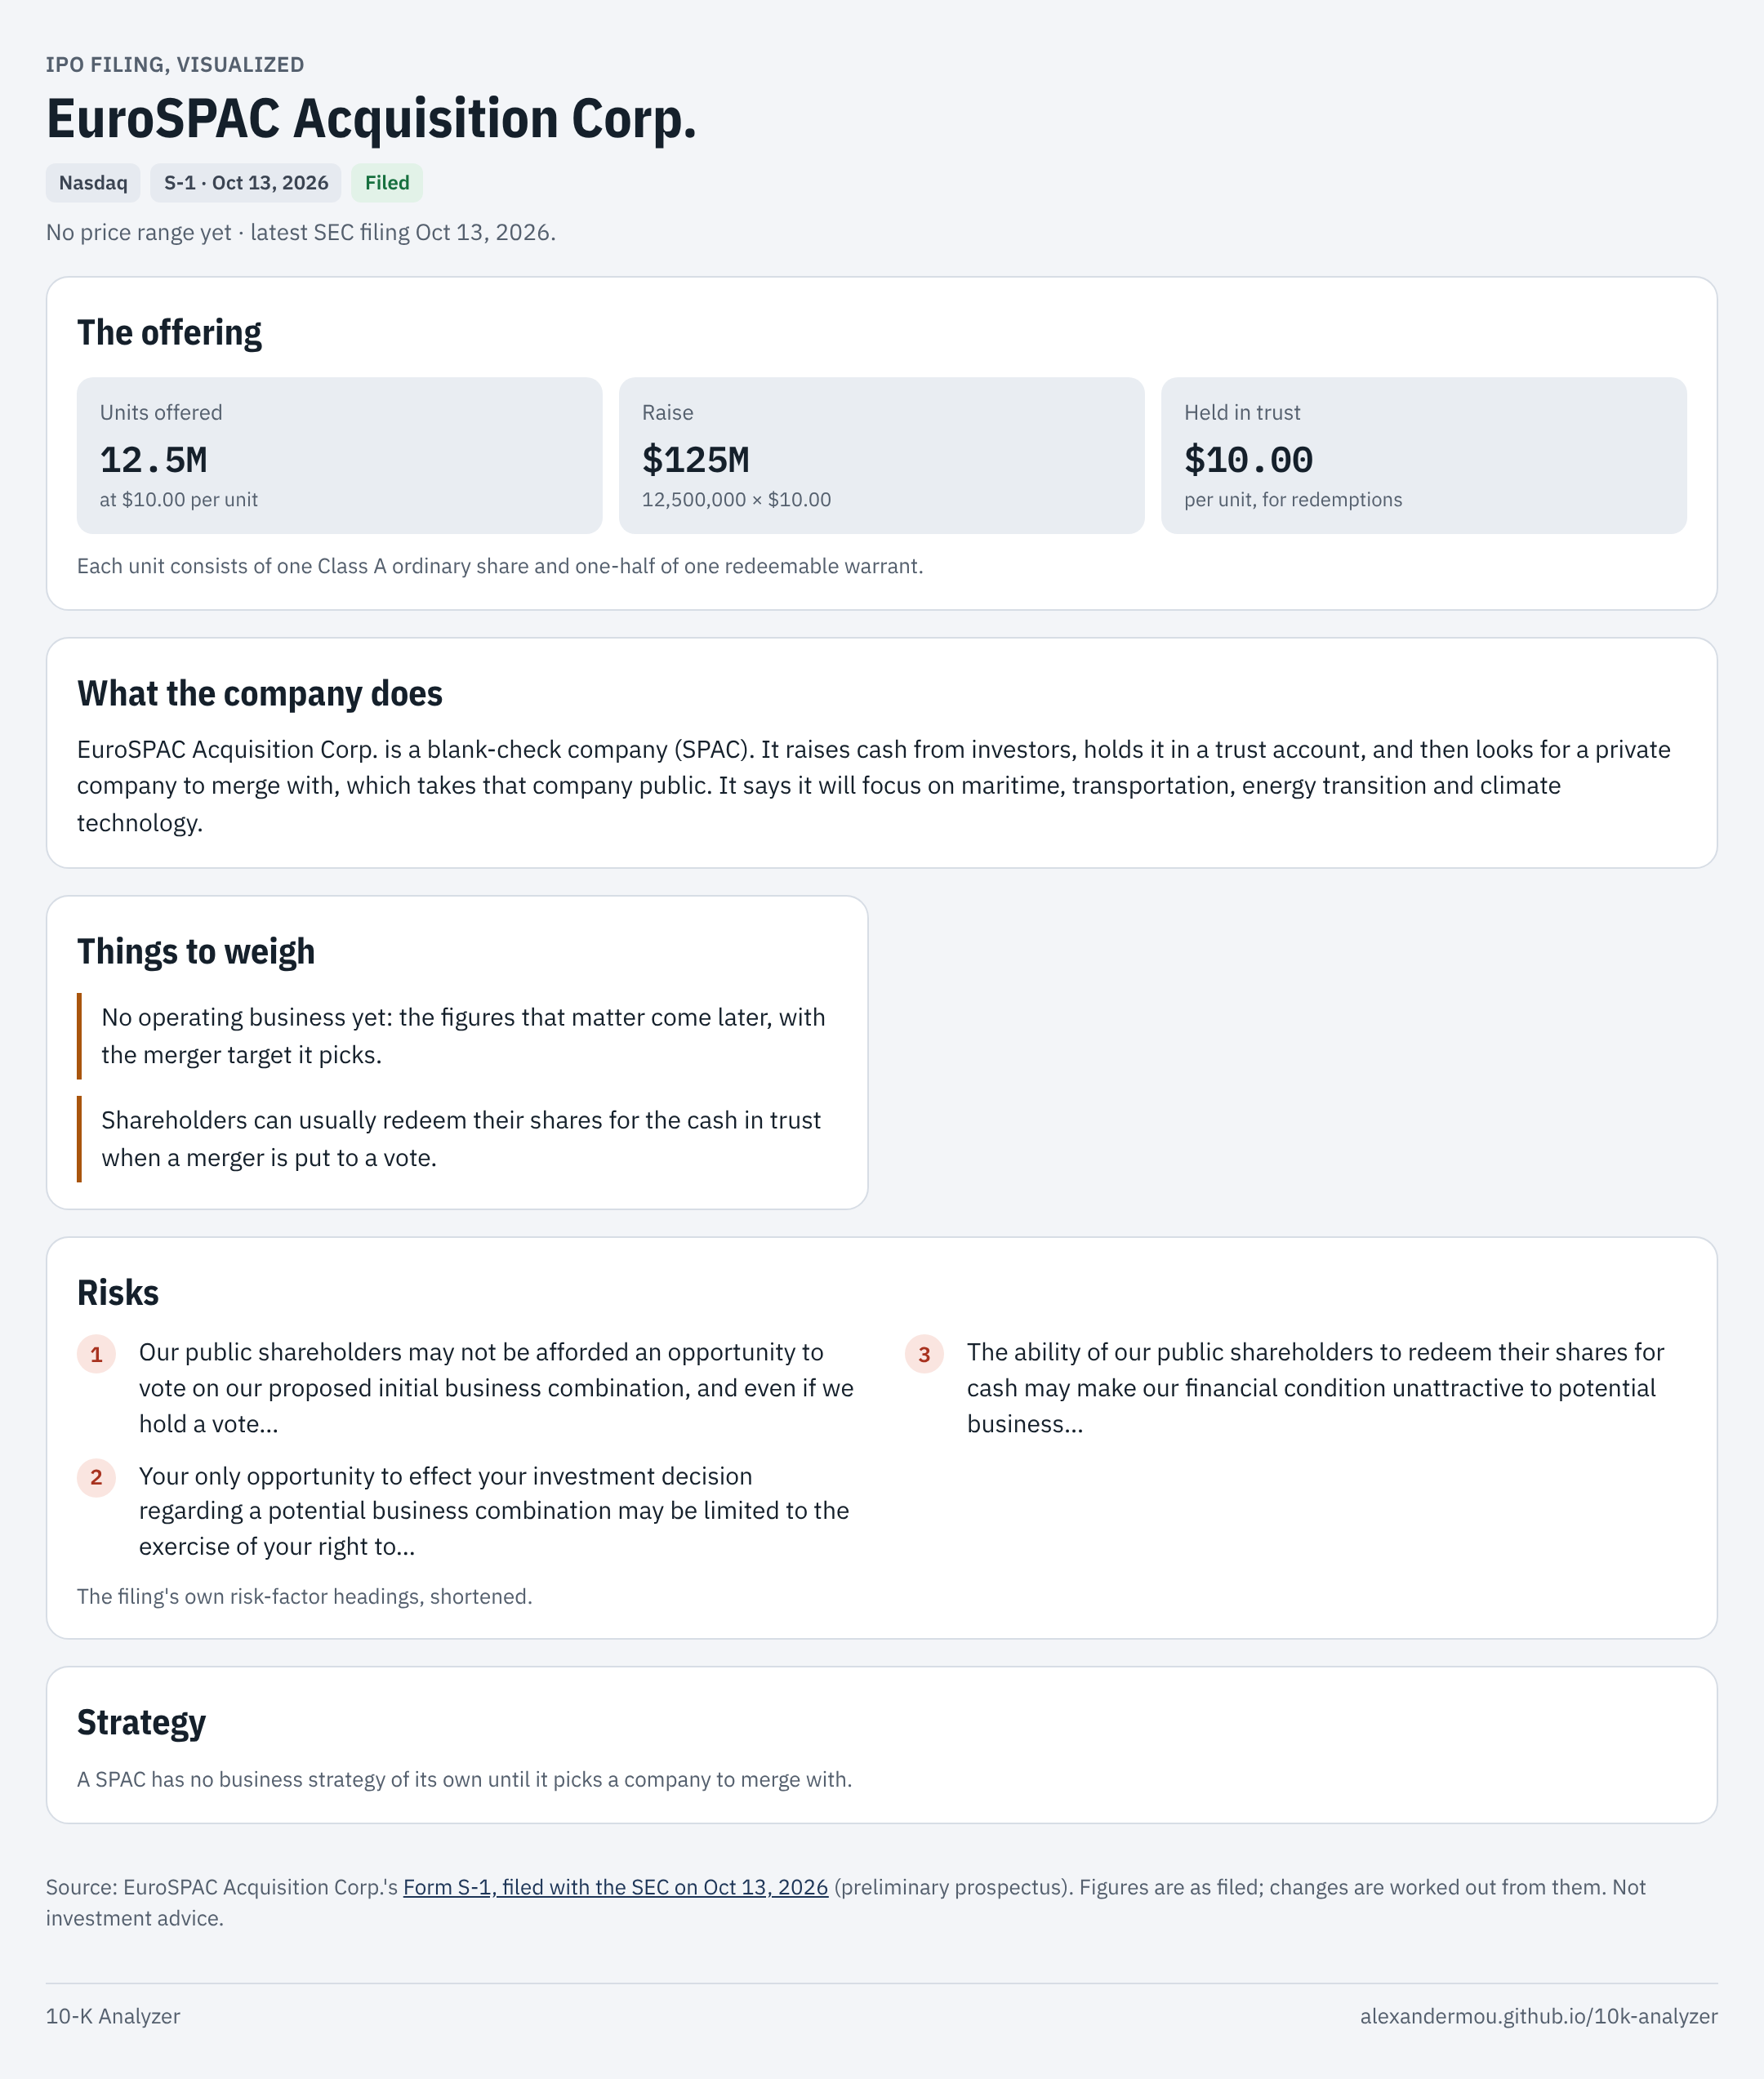 IPO FILING, VISUALIZED
EuroSPAC Acquisition Corp.
Nasdaq
S-1 · Oct 13, 2026
Filed
No price range yet · latest SEC filing Oct 13, 2026.
The offering
Units offered
12.5M
at $10.00 per unit
Raise
$125M
12,500,000 × $10.00
Held in trust
$10.00
per unit, for redemptions
Each unit consists of one Class A ordinary share and one-half of one redeemable warrant.
What the company does
EuroSPAC Acquisition Corp. is a blank-check company (SPAC). It raises cash from investors, holds it in a trust account, and then looks for a private
company to merge with, which takes that company public. It says it will focus on maritime, transportation, energy transition and climate
technology.
Things to weigh
No operating business yet: the figures that matter come later, with
the merger target it picks.
Shareholders can usually redeem their shares for the cash in trust
when a merger is put to a vote.
Risks
1
Our public shareholders may not be afforded an opportunity to
vote on our proposed initial business combination, and even if we
hold a vote...
2
Your only opportunity to effect your investment decision
regarding a potential business combination may be limited to the
exercise of your right to...
3
The ability of our public shareholders to redeem their shares for
cash may make our financial condition unattractive to potential
business...
The filing's own risk-factor headings, shortened.
Strategy
A SPAC has no business strategy of its own until it picks a company to merge with.
Source: EuroSPAC Acquisition Corp.'s Form S-1, filed with the SEC on Oct 13, 2026 (preliminary prospectus). Figures are as filed; changes are worked out from them. Not
investment advice.
10-K Analyzer
alexandermou.github.io/10k-analyzer